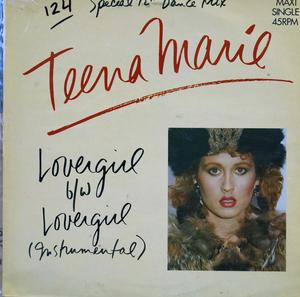 124
Special 12" Dance Mix
MAXI
SINGLE
45RPM
Teena Marie
Lovergirl
b/w
Lovergirl
(Instrumental)